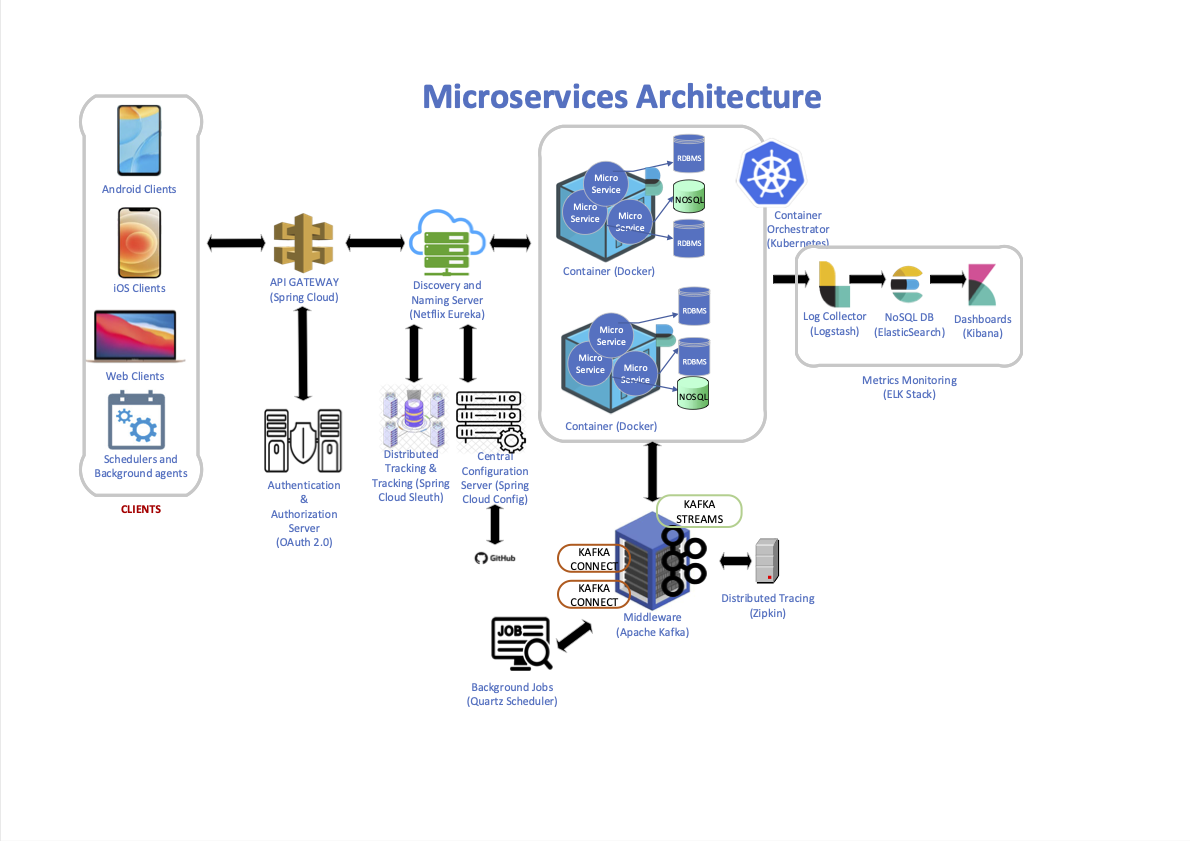 Microservices Architecture
Android Clients
iOS Clients
Web Clients
Schedulers and
Background agents
CLIENTS
API GATEWAY
(Spring Cloud)
Authentication
&
Authorization
Server
(OAuth 2.0)
Discovery and
Naming Server
(Netflix Eureka)
Distributed
Tracking &
Tracking (Spring
Cloud Sleuth)
Central
Configuration
Server (Spring
Cloud Config)
GitHub
Micro
Service
Micro
Service
Micro
Service
RDBMS
NOSQL
RDBMS
Container (Docker)
Micro
Service
Micro
Service
Micro
Service
RDBMS
RDBMS
NOSQL
Container (Docker)
Container
Orchestrator
(Kubernetes)
Log Collector
(Logstash)
NoSQL DB
(ElasticSearch)
Dashboards
(Kibana)
Metrics Monitoring
(ELK Stack)
KAFKA
STREAMS
KAFKA
CONNECT
KAFKA
CONNECT
Middleware
(Apache Kafka)
Distributed Tracing
(Zipkin)
JOB
Background Jobs
(Quartz Scheduler)